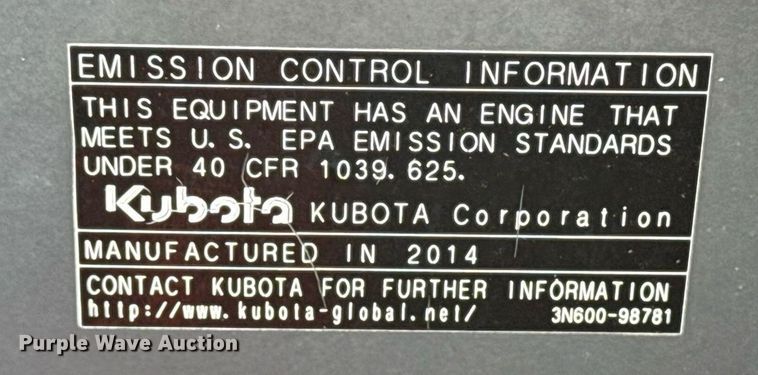 EMISSION CONTROL INFORMATION
THIS EQUIPMENT HAS AN ENGINE THAT
MEETS U.S. EPA EMISSION STANDARDS
UNDER 40 CFR 1039.625.
Kubota KUBOTA Corporation
MANUFACTURED IN 2014
CONTACT KUBOTA FOR FURTHER INFORMATION
http://www.kubota-global.net/ 3N600-98781
Purple Wave Auction